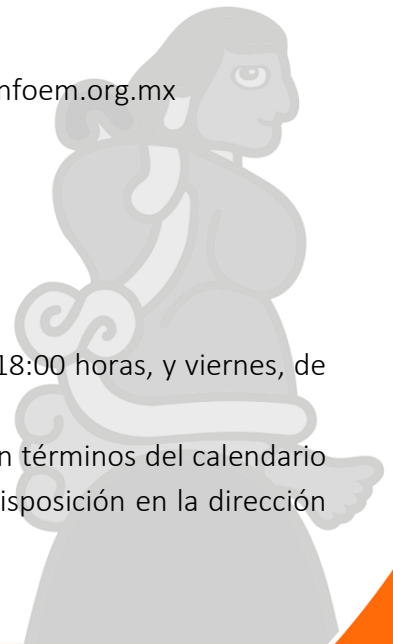 nfoem.org.mx
18:00 horas, y viernes, de
n términos del calendario
isposición en la dirección